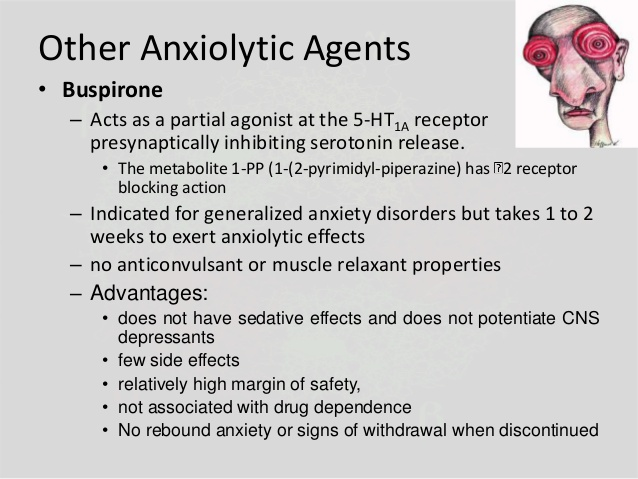 Other Anxiolytic Agents
• Buspirone
– Acts as a partial agonist at the 5-HT1A receptor
presynaptically inhibiting serotonin release.
• The metabolite 1-PP (1-(2-pyrimidyl-piperazine) has 2 receptor
blocking action
– Indicated for generalized anxiety disorders but takes 1 to 2
weeks to exert anxiolytic effects
– no anticonvulsant or muscle relaxant properties
– Advantages:
• does not have sedative effects and does not potentiate CNS
depressants
• few side effects
• relatively high margin of safety,
• not associated with drug dependence
• No rebound anxiety or signs of withdrawal when discontinued